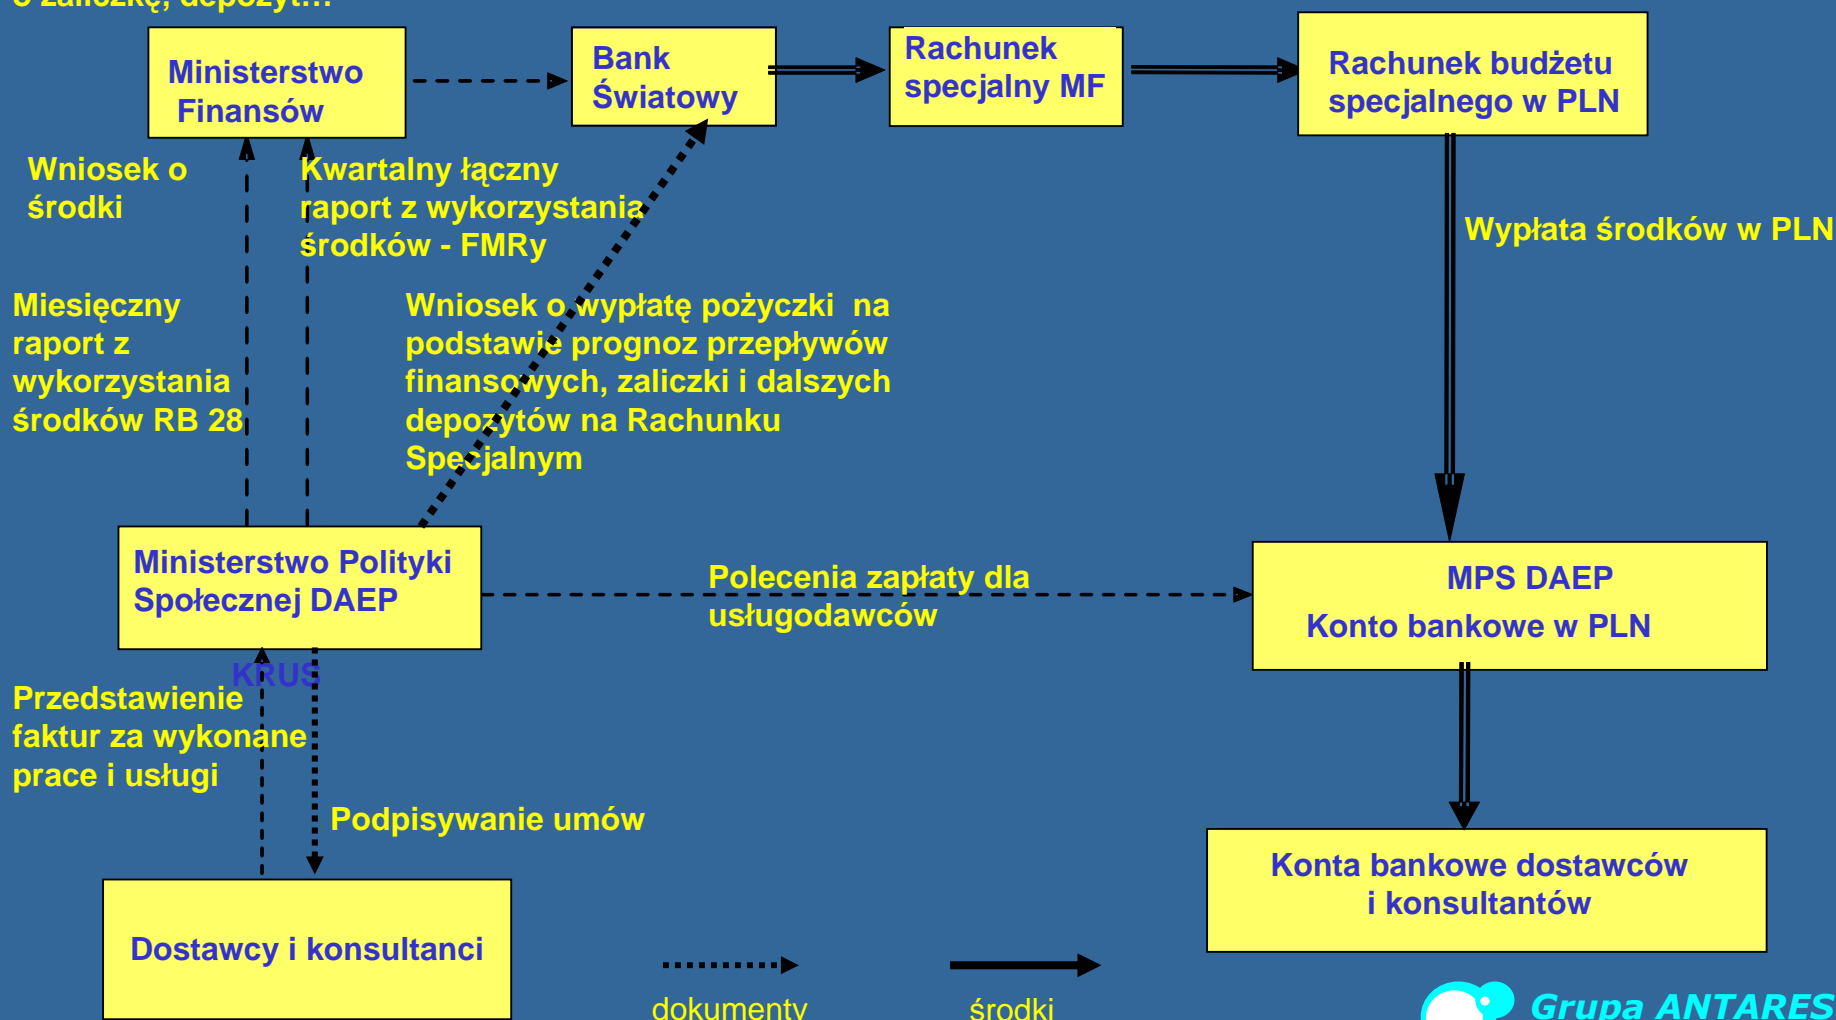 o zaliczkę, depozyt...
Ministerstwo
Finansów
Bank
Światowy
Rachunek
specjalny MF
Rachunek budżetu
specjalnego w PLN
Wniosek o
środki
Kwartalny łączny
raport z wykorzystania
środków - FMRy
Wypłata środków w PLN
Miesięczny
raport z
wykorzystania
środków RB 28
Wniosek o wypłatę pożyczki na
podstawie prognoz przepływów
finansowych, zaliczki i dalszych
depozytów na Rachunku
Specjalnym
Ministerstwo Polityki
Społecznej DAEP
Polecenia zapłaty dla
usługodawców
MPS DAEP
Konto bankowe w PLN
KRUS
Przedstawienie
faktur za wykonane
prace i usługi
Podpisywanie umów
Konta bankowe dostawców
i konsultantów
Dostawcy i konsultanci
dokumenty
środki
Grupa ANTARES